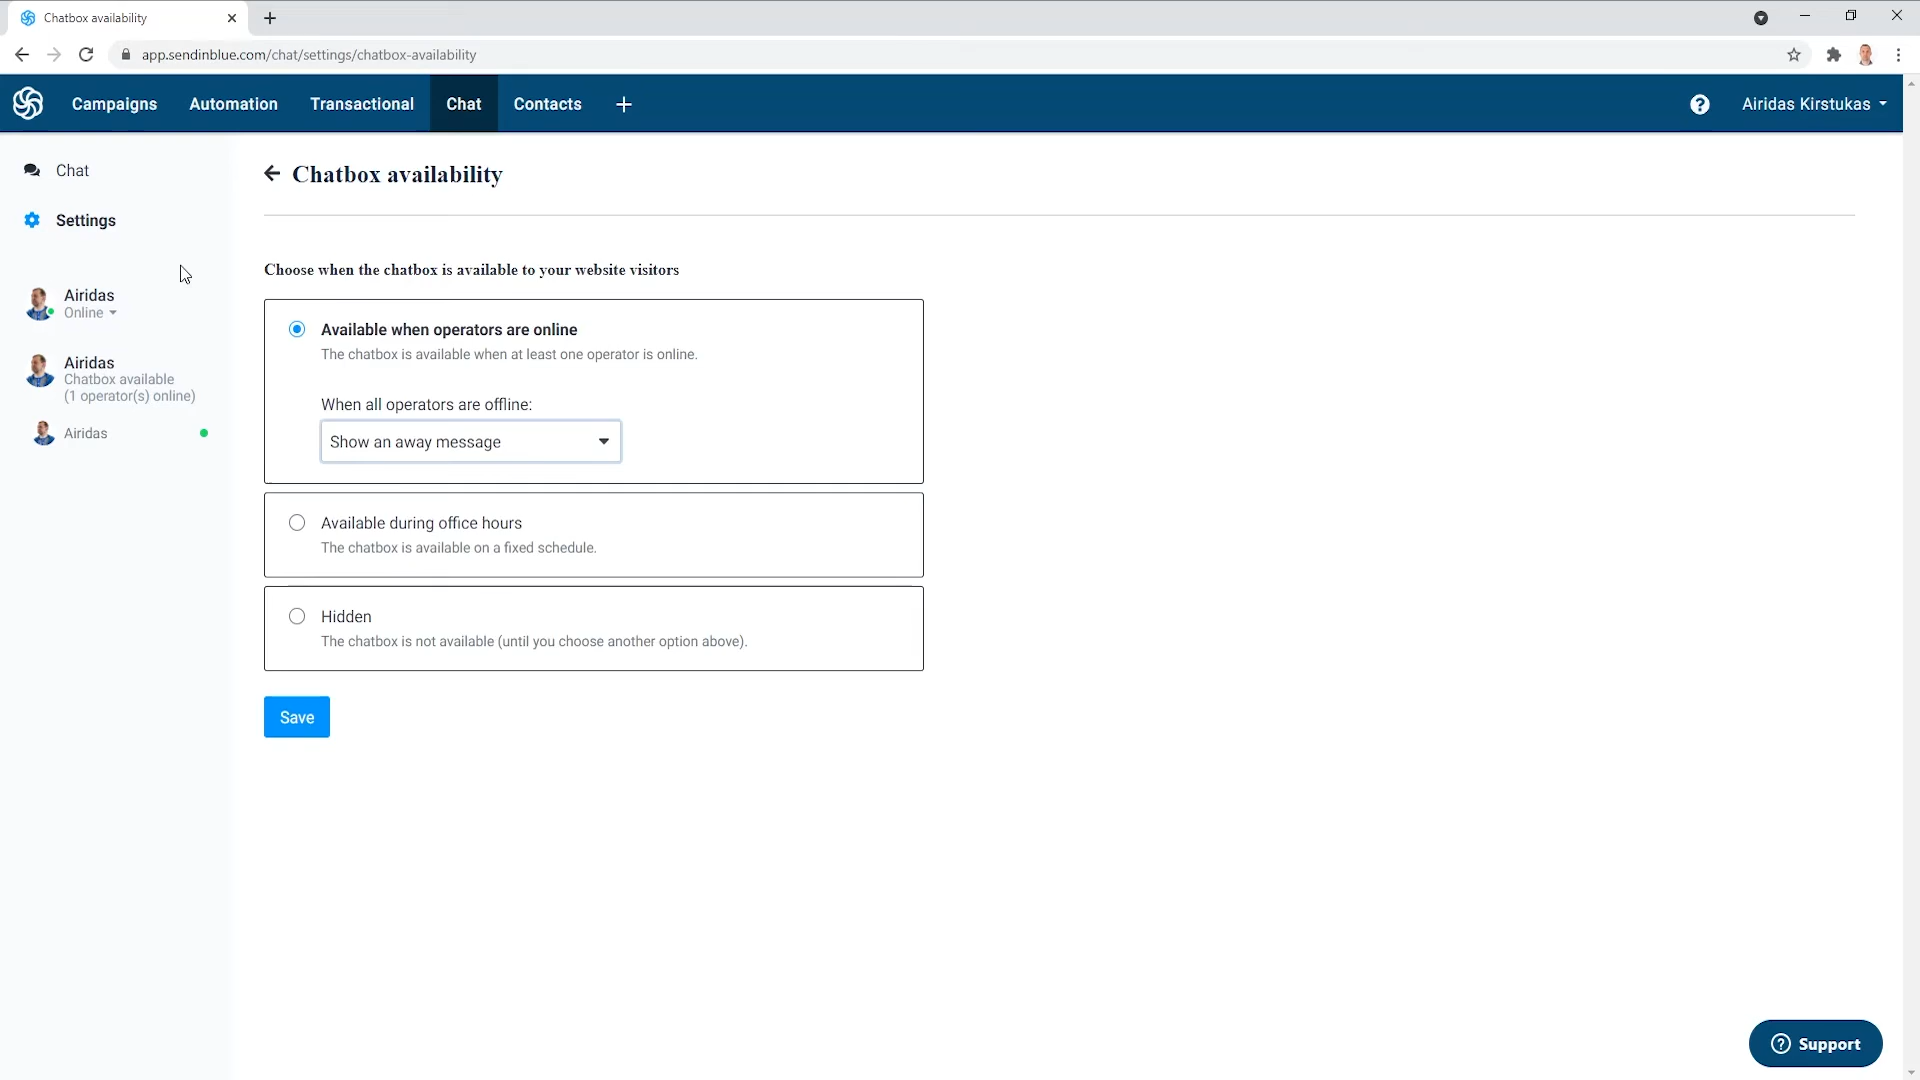 Chatbox availability
app.sendinblue.com/chat/settings/chatbox-availability
Campaigns
Automation
Transactional
Chat
Contacts
Airidas Kirstukas
Chat
Settings
Airidas
Online
Airidas
Chatbox available
(1 operator(s) online)
Airidas
Chatbox availability
Choose when the chatbox is available to your website visitors
Available when operators are online
The chatbox is available when at least one operator is online.
When all operators are offline:
Show an away message
Available during office hours
The chatbox is available on a fixed schedule.
Hidden
The chatbox is not available (until you choose another option above).
Save
Support